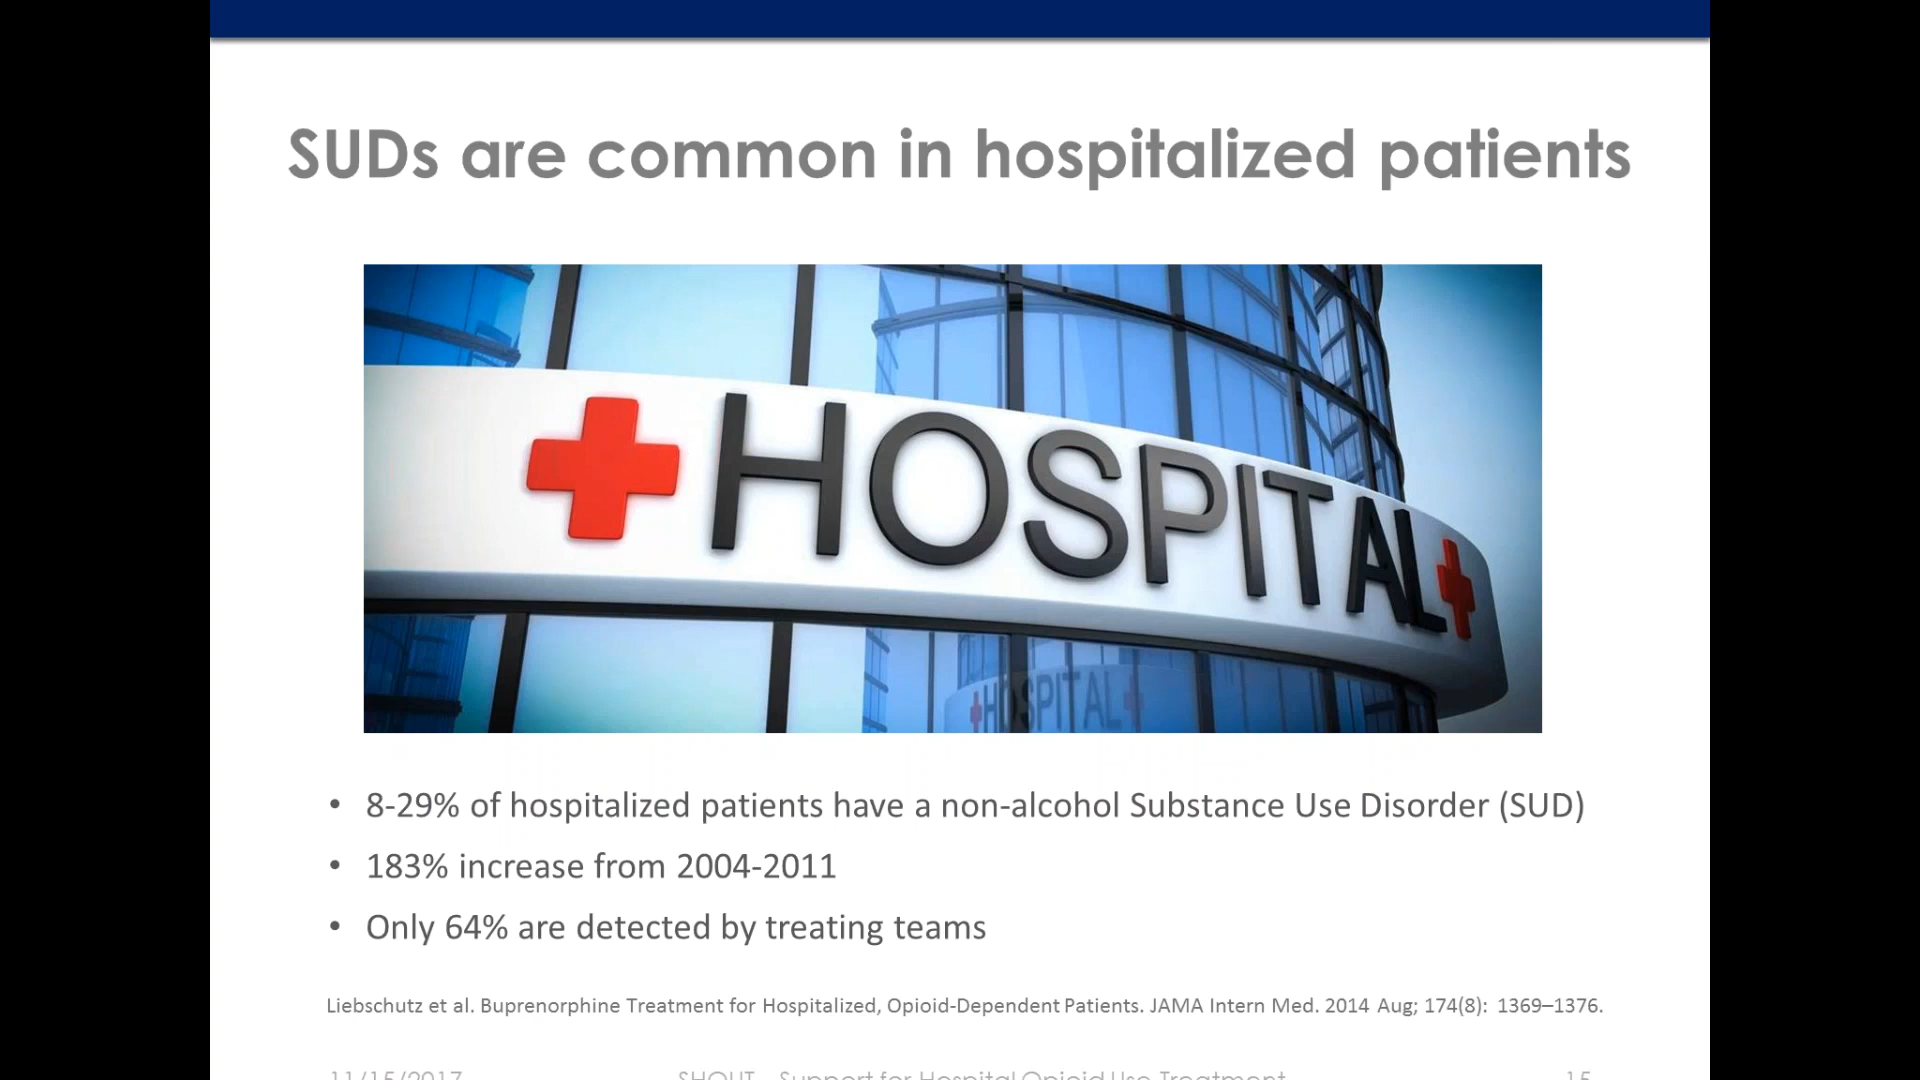 SUDs are common in hospitalized patients
HOSPITAL
HOSPITAL
• 8-29% of hospitalized patients have a non-alcohol Substance Use Disorder (SUD)
• 183% increase from 2004-2011
• Only 64% are detected by treating teams
Liebschutz et al. Buprenorphine Treatment for Hospitalized, Opioid-Dependent Patients. JAMA Intern Med. 2014 Aug; 174(8): 1369–1376.
11/15/2017 SHOUT - Support for Hospital Opioid Use Treatment 15